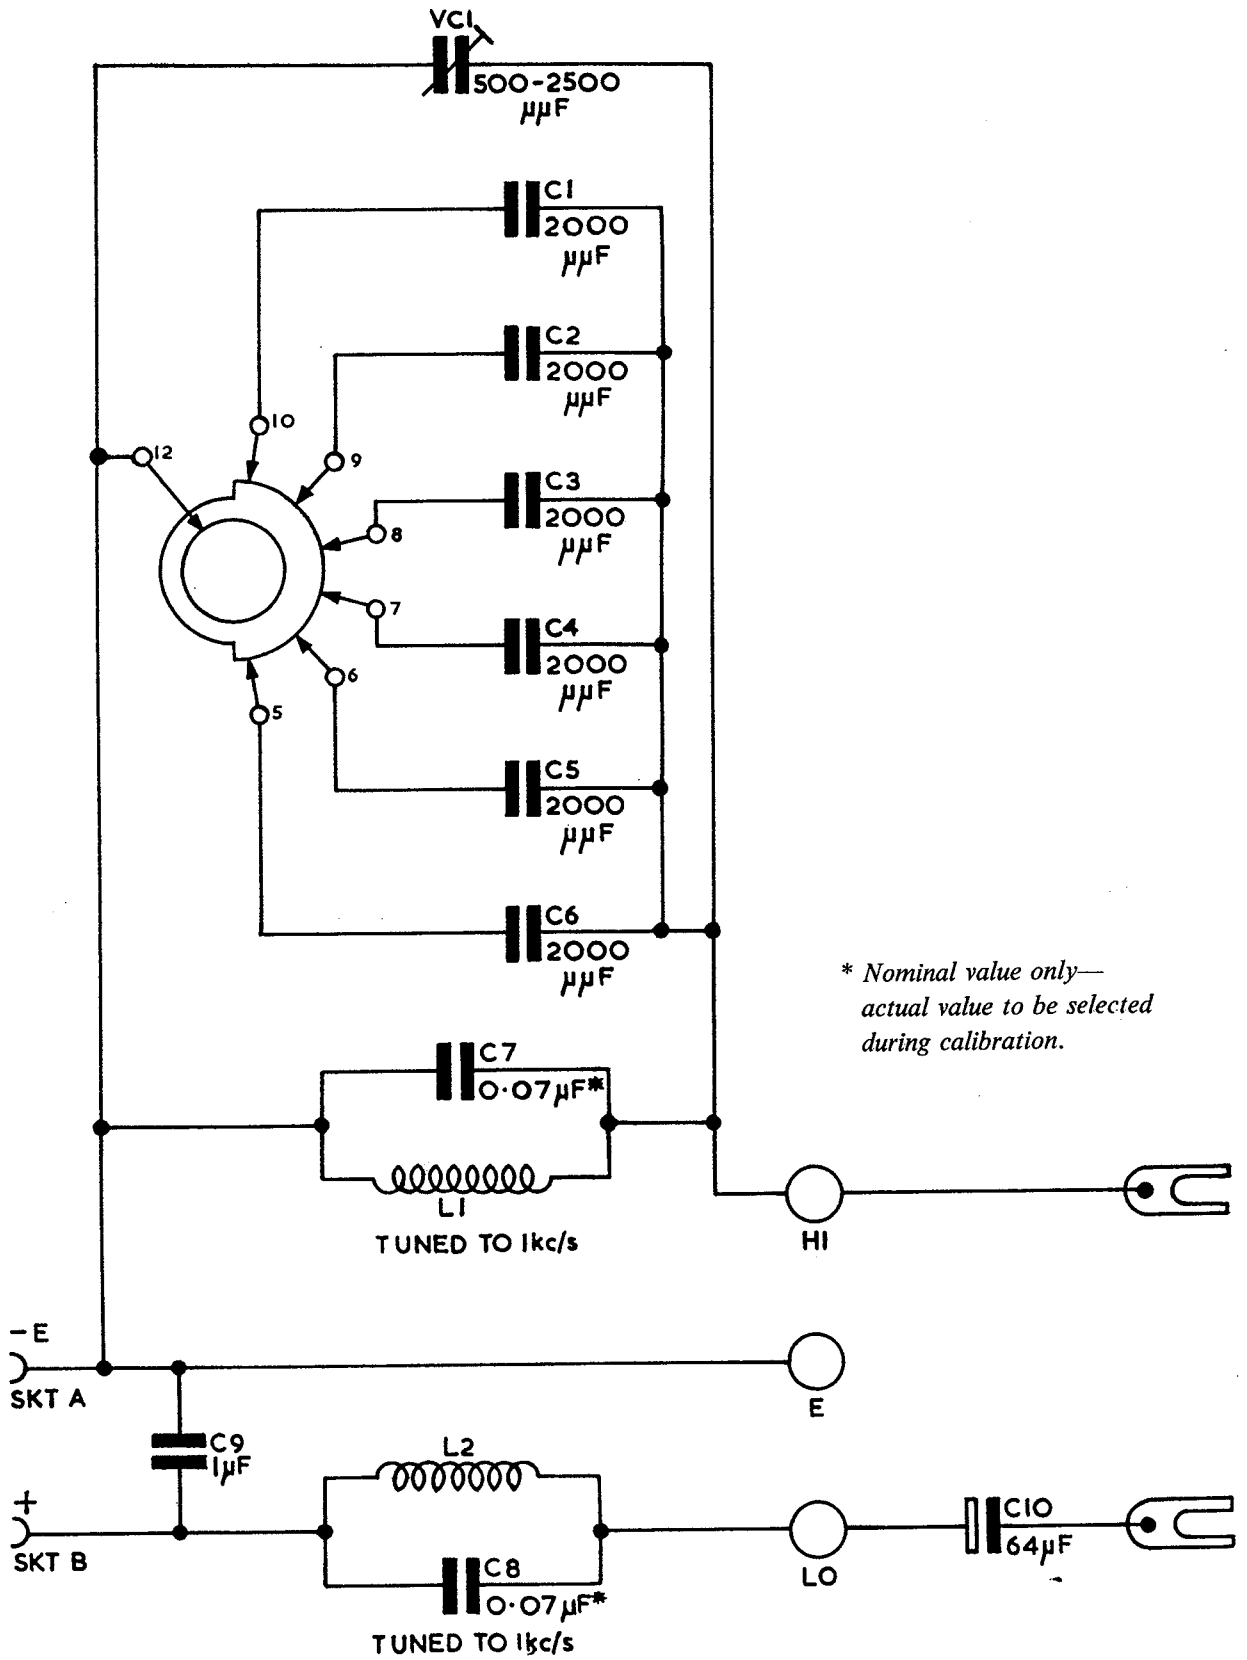 VC1
500-2500
µµF
C1
2000
µµF
C2
2000
µµF
10
12
9
C3
2000
µµF
8
7
C4
2000
µµF
6
5
C5
2000
µµF
C6
2000
µµF
* Nominal value only—
actual value to be selected
during calibration.
C7
0·07µF*
L1
TUNED TO 1kc/s
HI
−E
SKT A
E
C9
1µF
L2
+
SKT B
C8
0·07µF*
LO
C10
64µF
TUNED TO 1kc/s